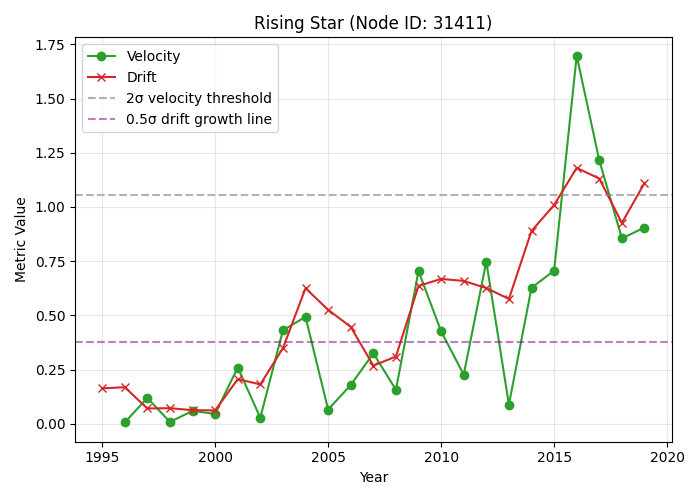 Rising Star (Node ID: 31411)
Velocity
Drift
2σ velocity threshold
0.5σ drift growth line
Metric Value
1.75
1.50
1.25
1.00
0.75
0.50
0.25
0.00
1995 2000 2005 2010 2015 2020
Year